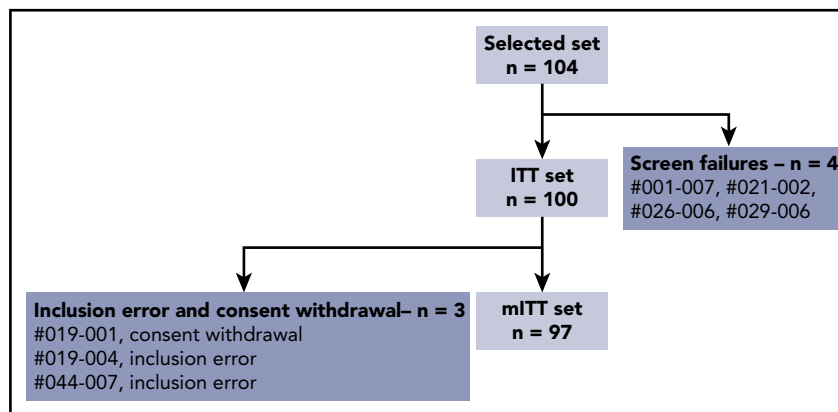 Selected set
n = 104
Screen failures – n = 4
#001-007, #021-002,
#026-006, #029-006
ITT set
n = 100
Inclusion error and consent withdrawal– n = 3
#019-001, consent withdrawal
#019-004, inclusion error
#044-007, inclusion error
mITT set
n = 97